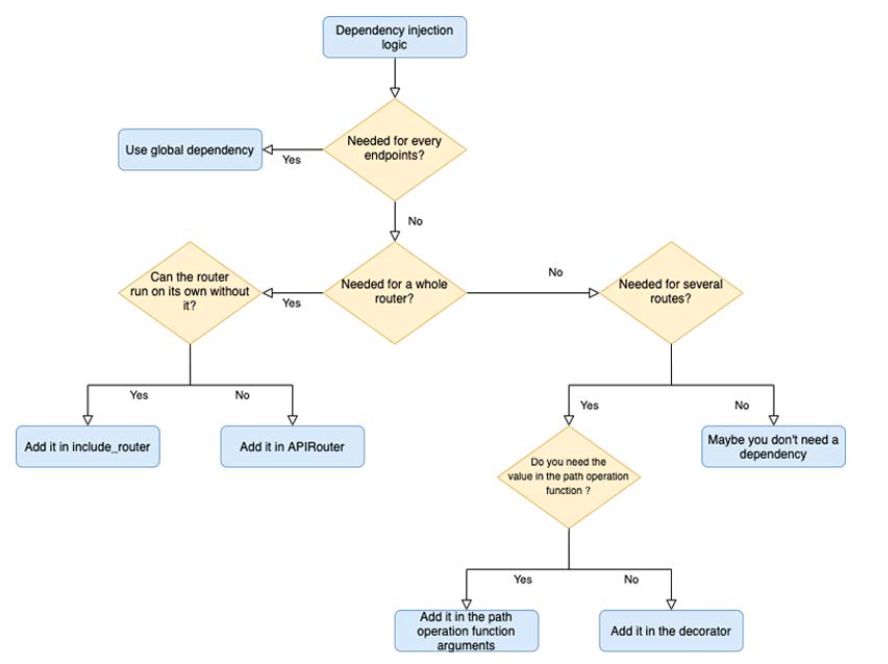 Dependency injection
logic
Needed for every
endpoints?
Use global dependency
Yes
No
Can the router
run on its own without
it?
Needed for a whole
router?
Yes
No
Needed for several
routes?
Yes
No
Add it in include_router
Add it in APIRouter
Yes
No
Maybe you don't need a
dependency
Do you need the
value in the path operation
function ?
Yes
No
Add it in the path
operation function
arguments
Add it in the decorator